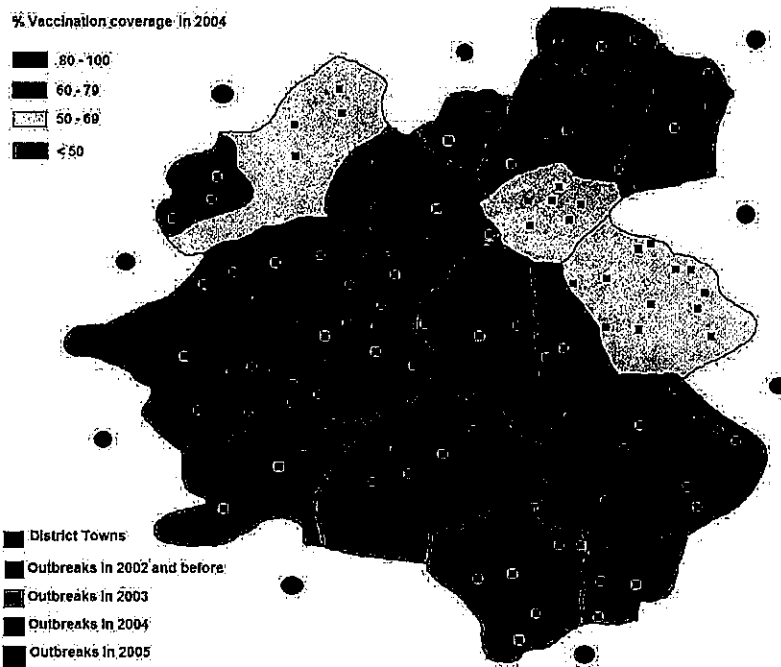 % Vaccination coverage in 2004
80 - 100
60 - 79
50 - 69
<50
District Towns
Outbreaks in 2002 and before
Outbreaks in 2003
Outbreaks in 2004
Outbreaks in 2005